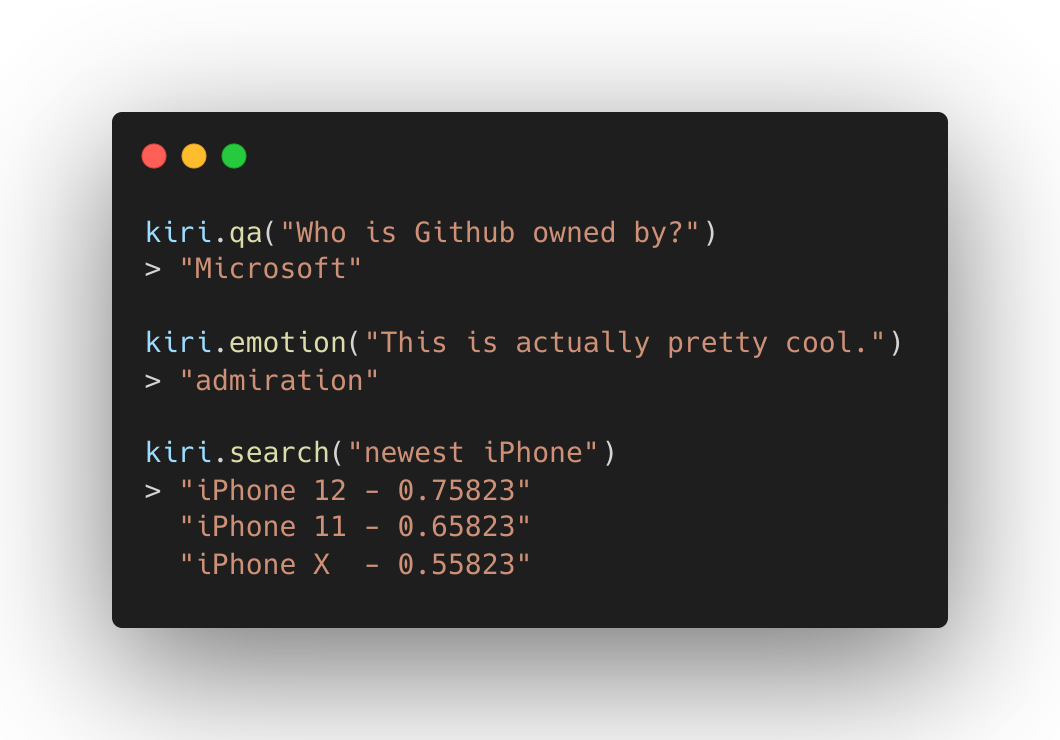 kiri.qa("Who is Github owned by?")
> "Microsoft"
kiri.emotion("This is actually pretty cool.")
> "admiration"
kiri.search("newest iPhone")
> "iPhone 12 - 0.75823"
"iPhone 11 - 0.65823"
"iPhone X  - 0.55823"